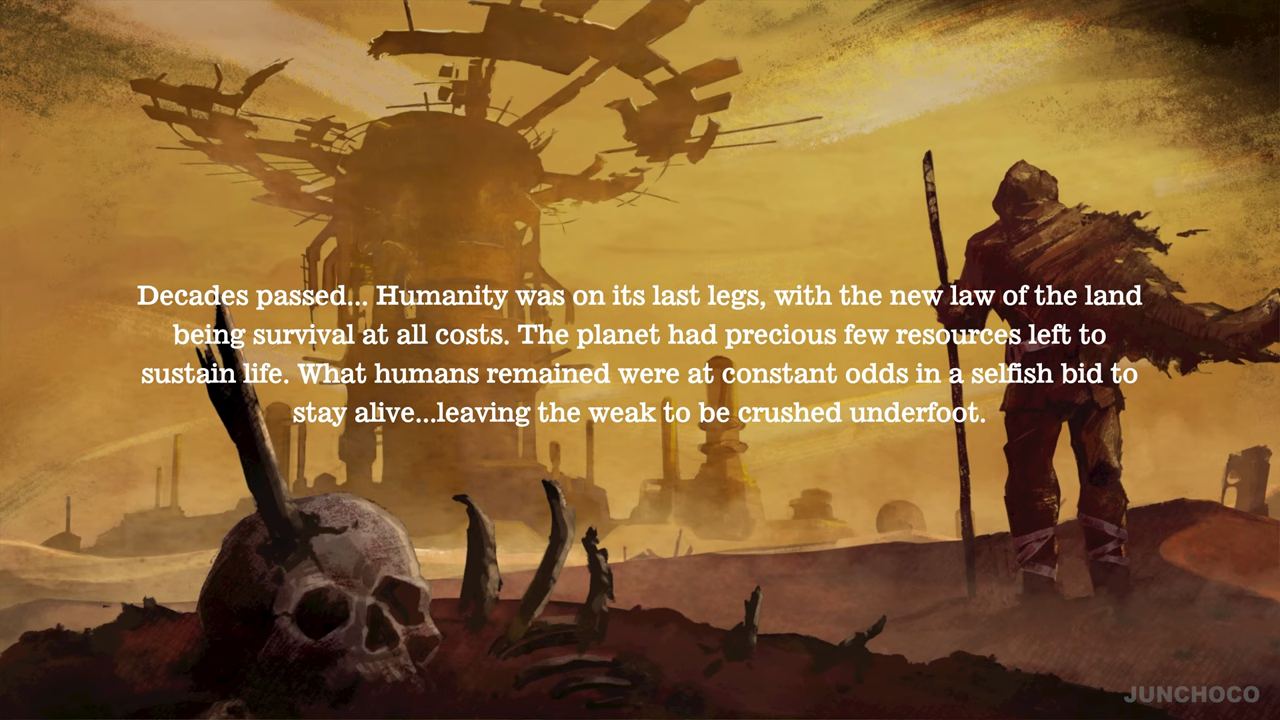 Decades passed... Humanity was on its last legs, with the new law of the land
being survival at all costs. The planet had precious few resources left to
sustain life. What humans remained were at constant odds in a selfish bid to
stay alive...leaving the weak to be crushed underfoot.
JUNCHOCO